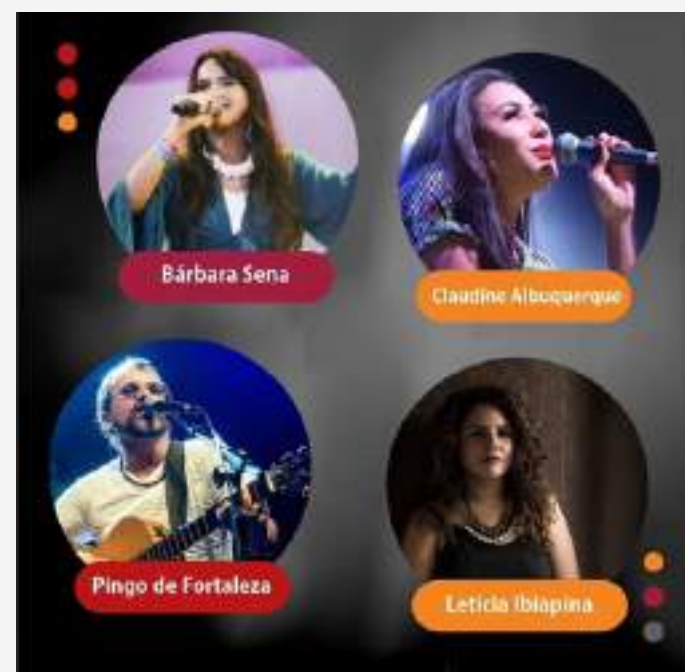 Bárbara Sena
Claudine Albuquerque
Pingo de Fortaleza
Letícia Ibiapina